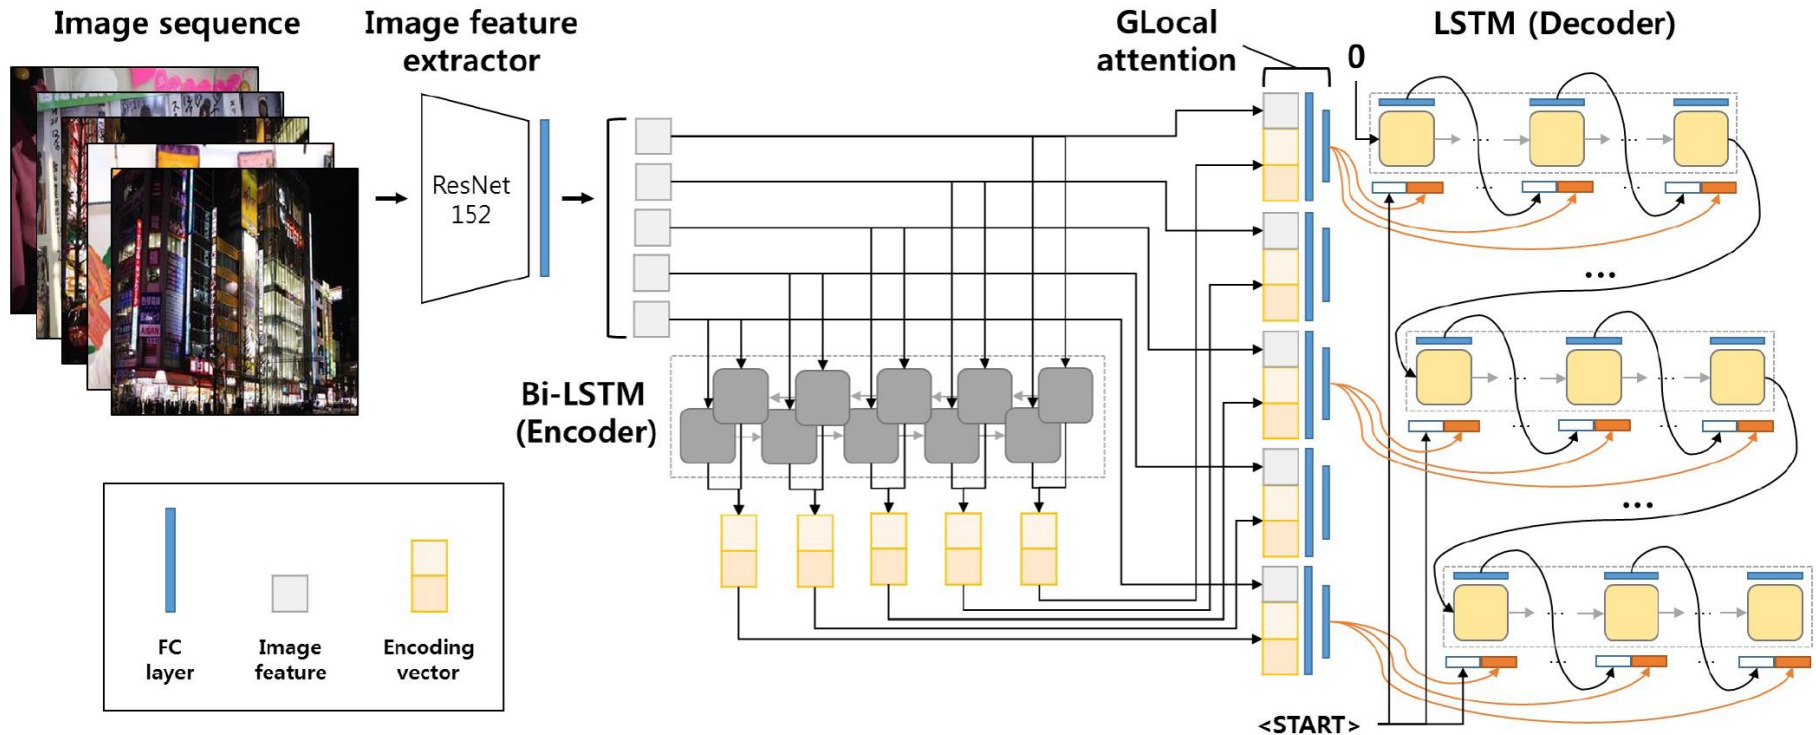 Image sequence
Image feature
extractor
GLocal
attention
LSTM (Decoder)
0
ResNet
152
...
...
...
Bi-LSTM
(Encoder)
...
...
...
FC
layer
Image
feature
Encoding
vector
<START>